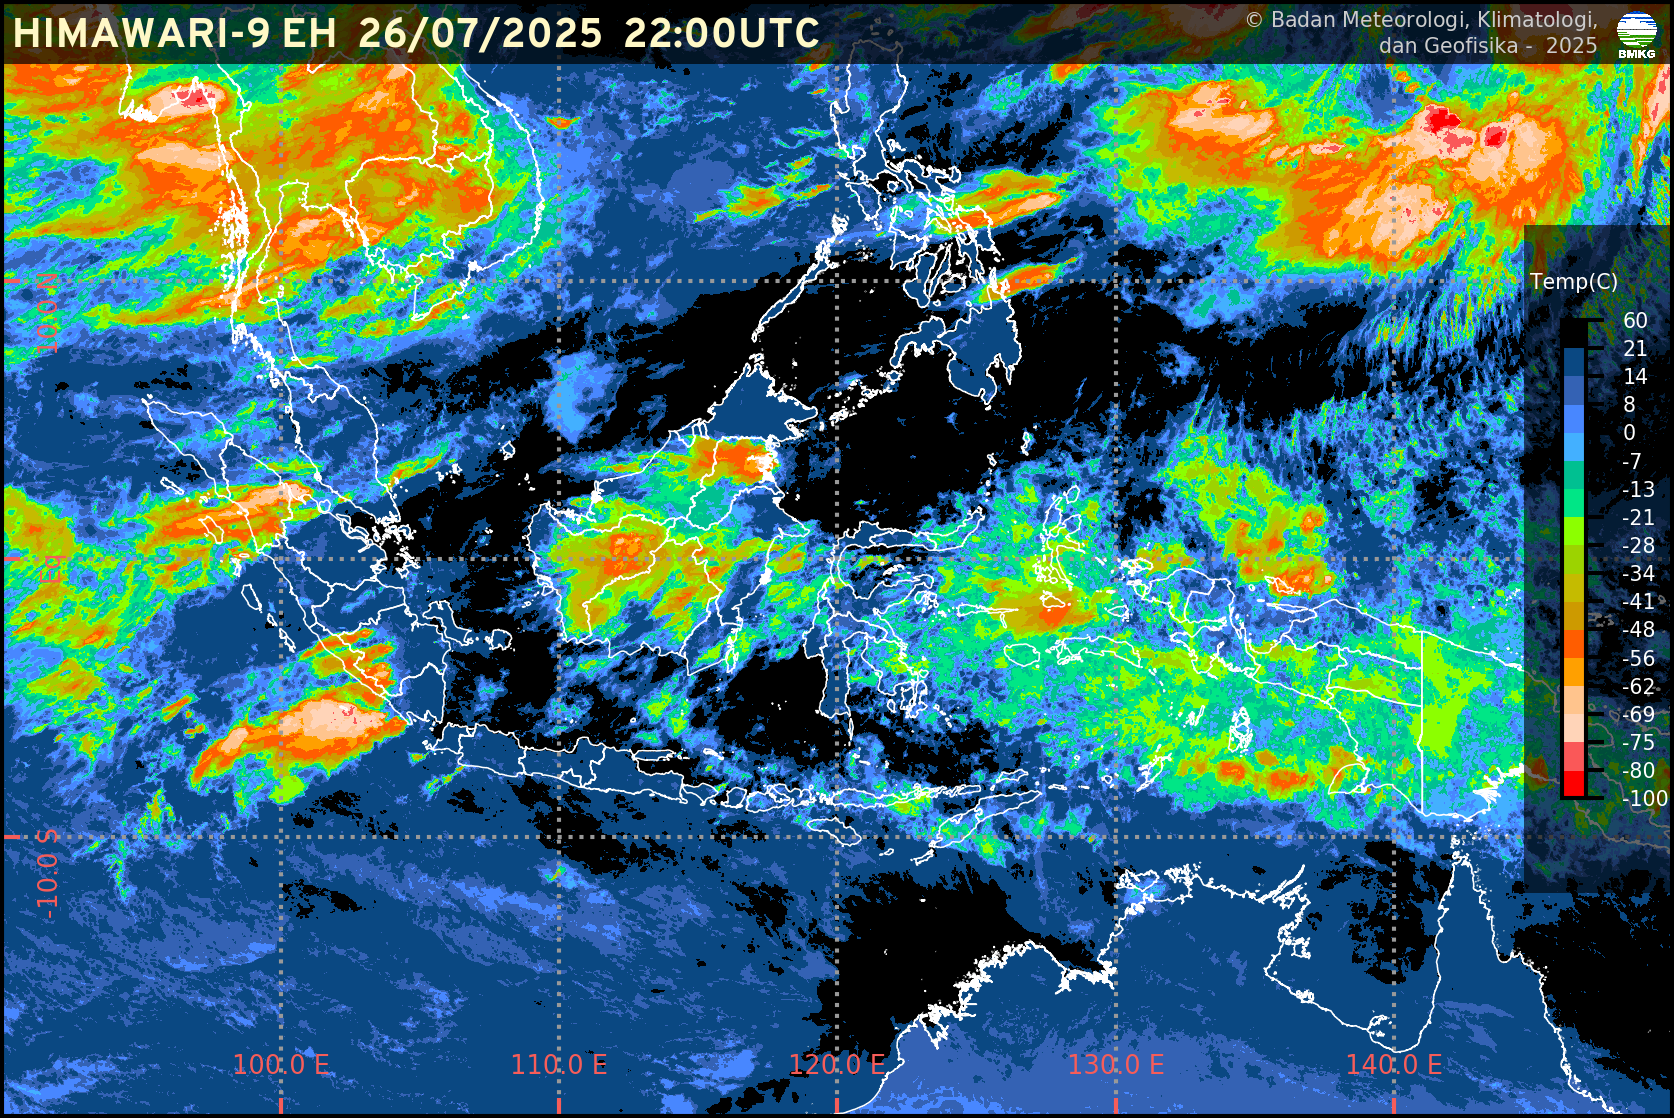 HIMAWARI-9 EH 26/07/2025 22:00UTC
© Badan Meteorologi, Klimatologi,
dan Geofisika - 2025
BMKG
Temp(C)
60
21
14
8
0
-7
-13
-21
-28
-34
-41
-48
-56
-62
-69
-75
-80
-100
10.0 N
Eq
-10.0 S
100.0 E
110.0 E
120.0 E
130.0 E
140.0 E